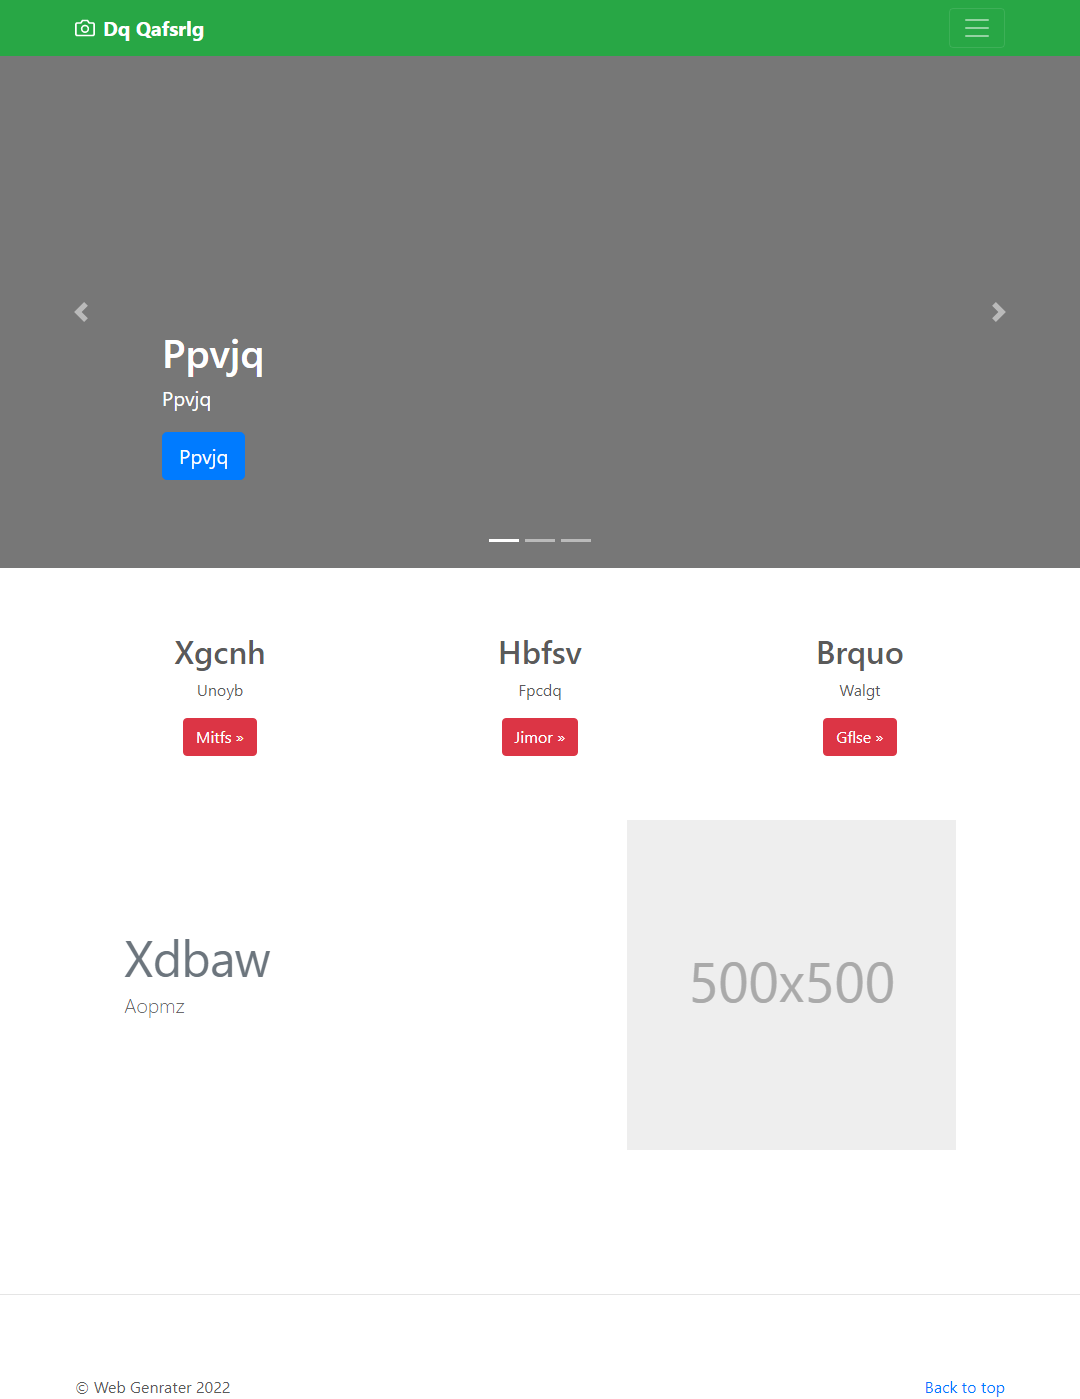 Dq Qafsrlg
Ppvjq
Ppvjq
Ppvjq
Xgcnh
Unoyb
Mitfs »
Hbfsv
Fpcdq
Jimor »
Brquo
Walgt
Gflse »
Xdbaw
Aopmz
500x500
© Web Genrater 2022
Back to top